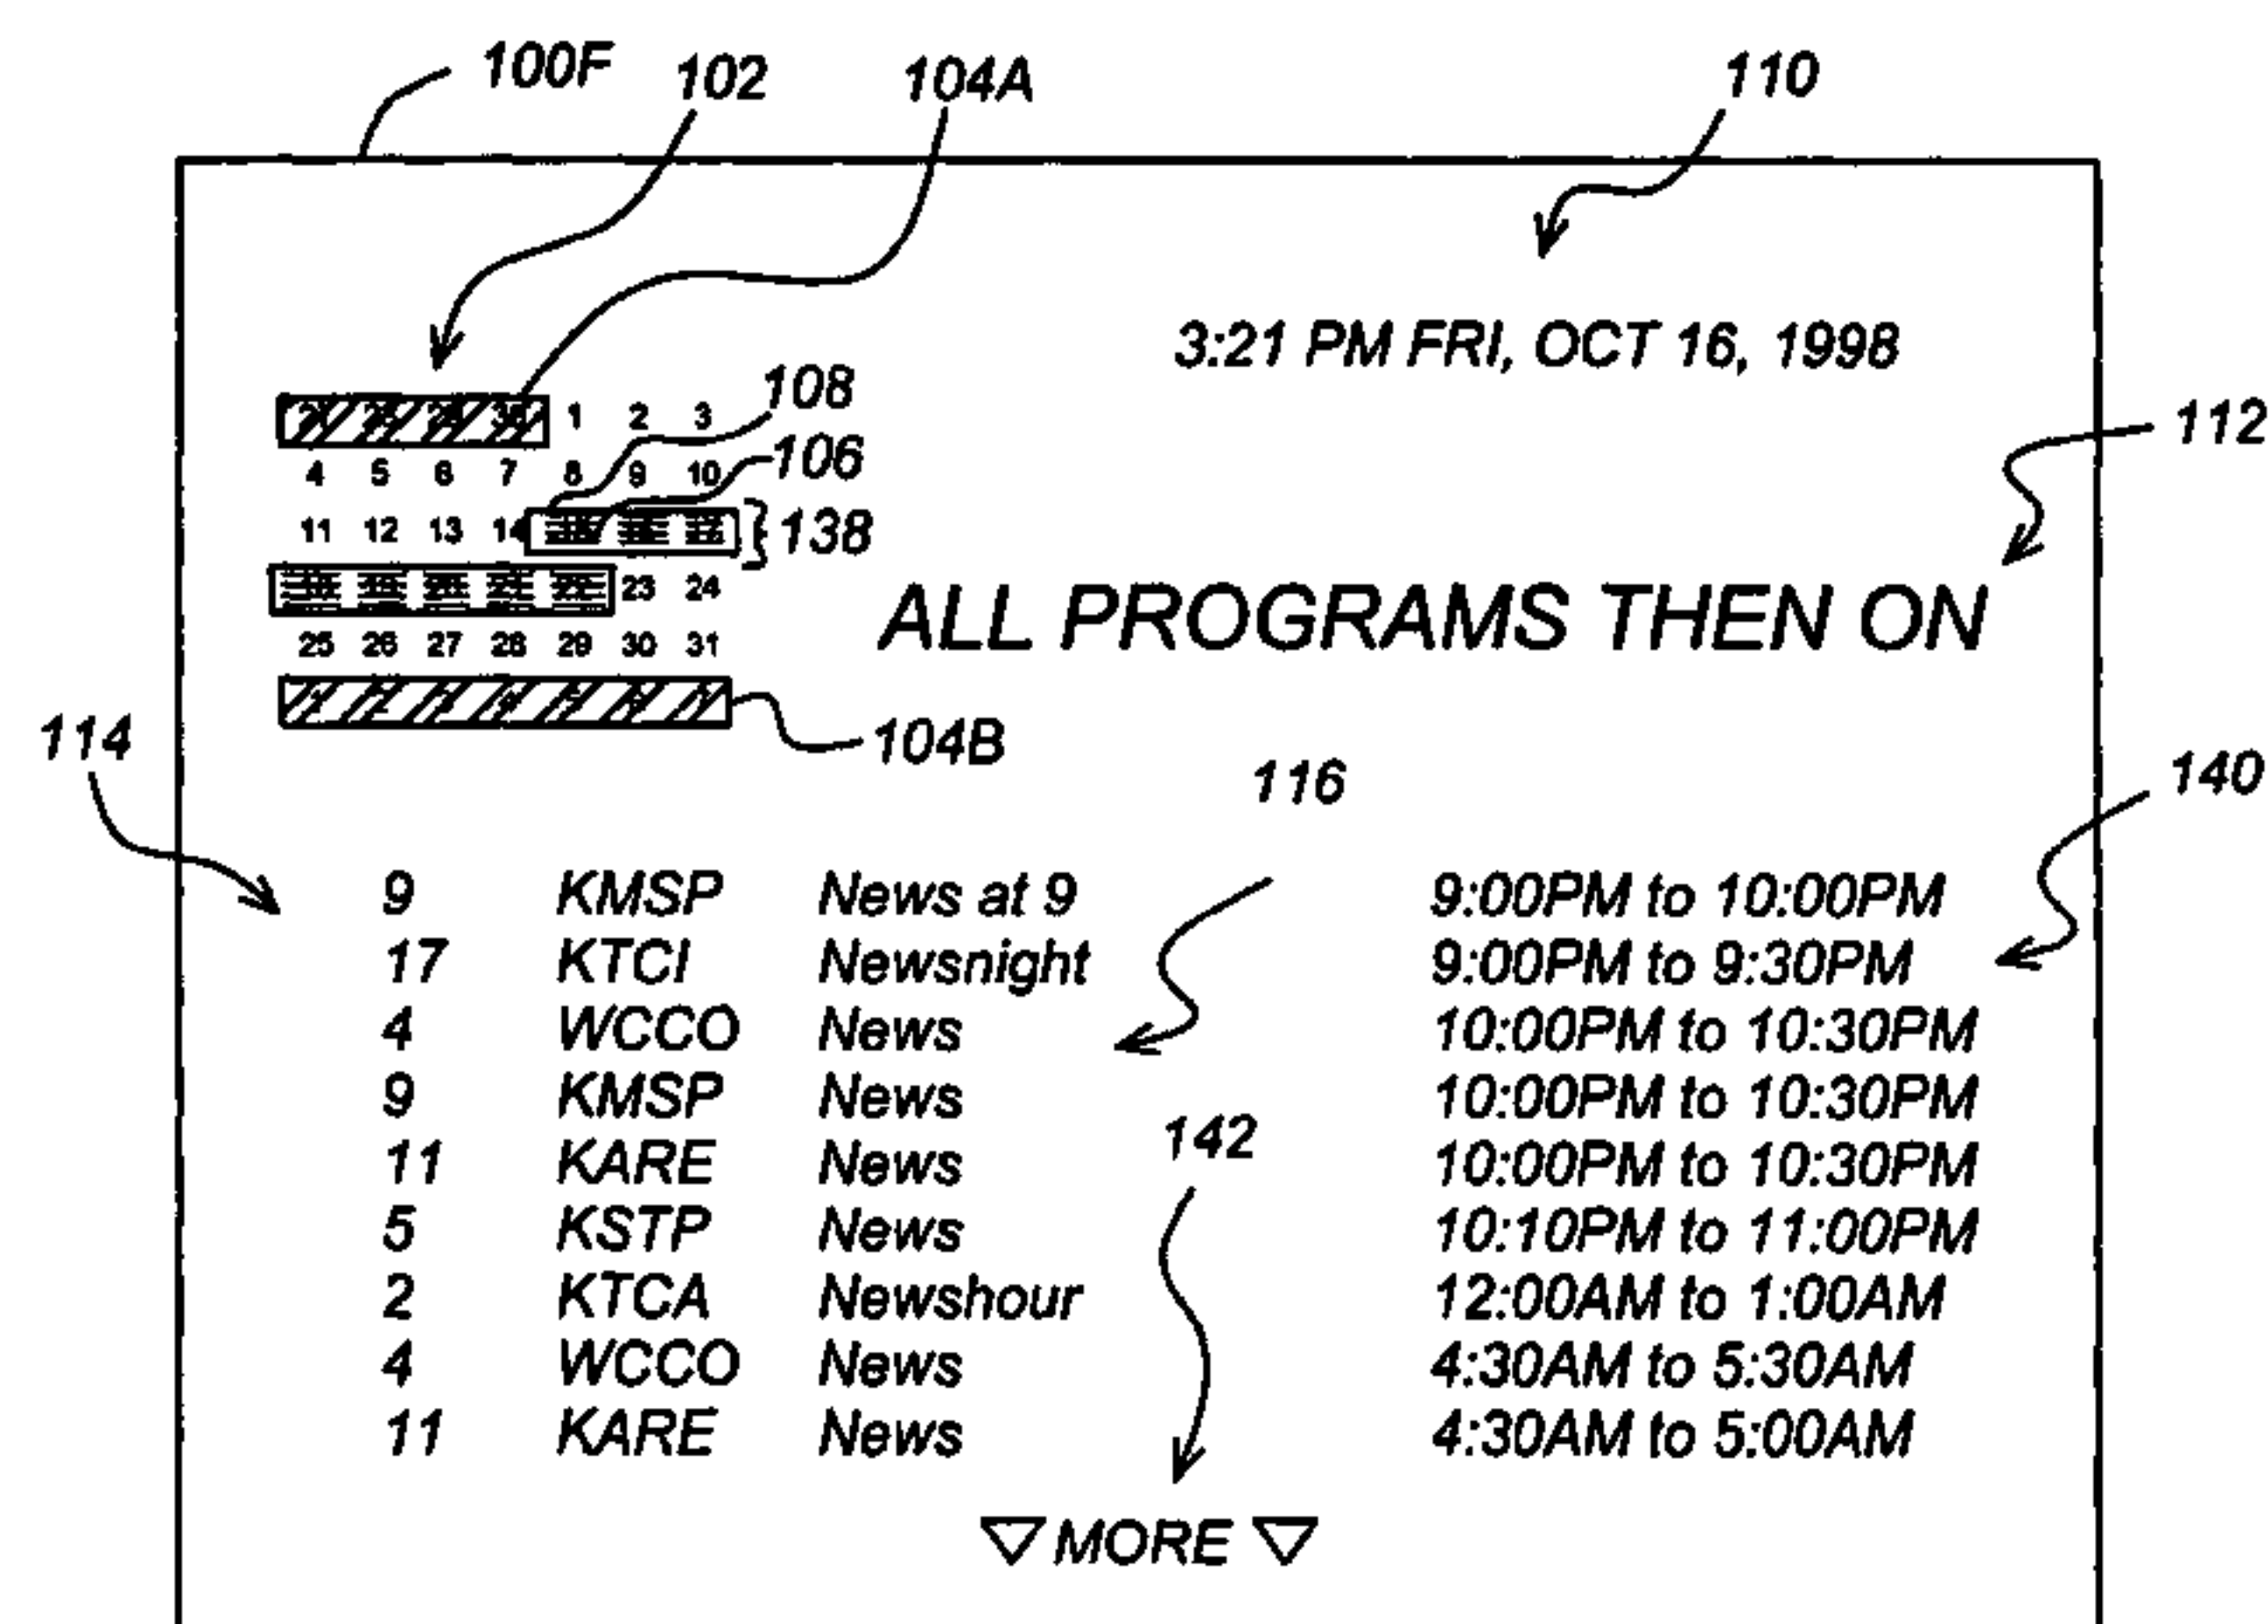 100F 102 104A 110
3:21 PM FRI, OCT 16, 1998
1 2 3 108
112
4 5 6 7 8 9 10 106
11 12 13 14 138
23 24
ALL PROGRAMS THEN ON
25 26 27 28 29 30 31
114 104B
116 140
9 KMSP News at 9 9:00PM to 10:00PM
17 KTCI Newsnight 9:00PM to 9:30PM
4 WCCO News 10:00PM to 10:30PM
9 KMSP News 10:00PM to 10:30PM
142
11 KARE News 10:00PM to 10:30PM
5 KSTP News 10:10PM to 11:00PM
2 KTCA Newshour 12:00AM to 1:00AM
4 WCCO News 4:30AM to 5:30AM
11 KARE News 4:30AM to 5:00AM
▽ MORE ▽